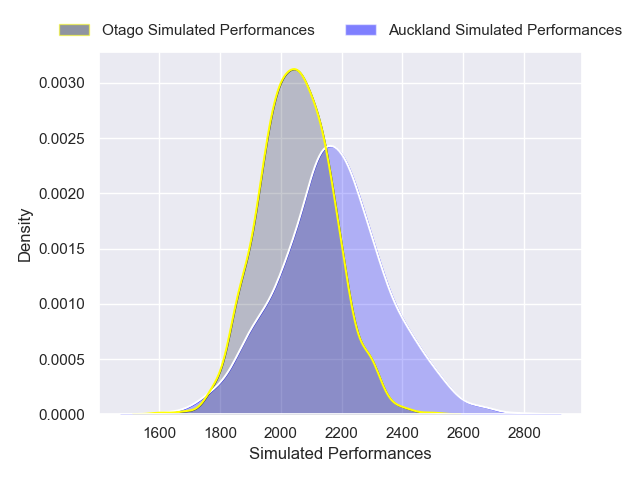 Otago Simulated Performances Auckland Simulated Performances
0.0030
0.0025
0.0020
0.0015
0.0010
0.0005
0.0000
Density
1600 1800 2000 2200 2400 2600 2800
Simulated Performances